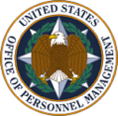 UNITED STATES
OFFICE OF PERSONNEL MANAGEMENT